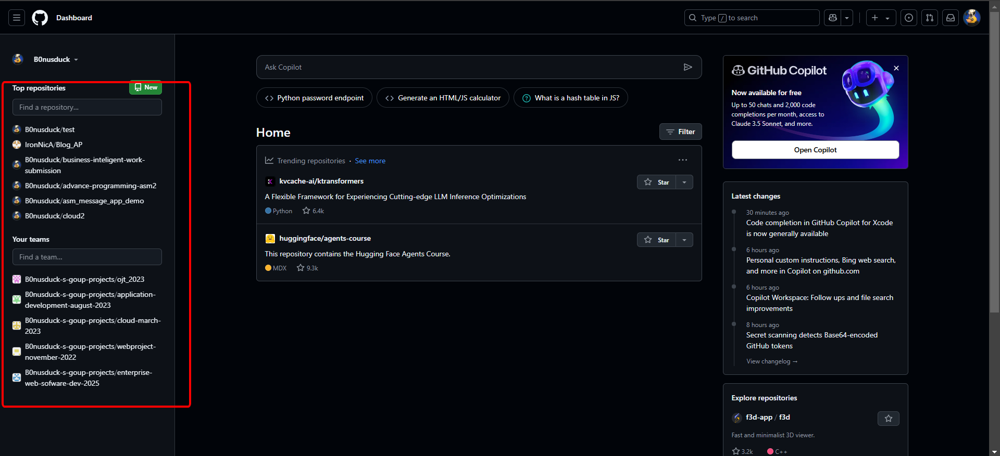 Dashboard
Type / to search
B0nusduck
Top repositories
New
Find a repository...
B0nusduck/test
IronNicA/Blog_AP
B0nusduck/business-inteligent-work-
submission
B0nusduck/advance-programming-asm2
B0nusduck/asm_message_app_demo
B0nusduck/cloud2
Your teams
Find a team...
B0nusduck-s-goup-projects/ojt_2023
B0nusduck-s-goup-projects/application-
development-august-2023
B0nusduck-s-goup-projects/cloud-march-
2023
B0nusduck-s-goup-projects/webproject-
november-2022
B0nusduck-s-goup-projects/enterprise-
web-sofware-dev-2025
Ask Copilot
Python password endpoint
Generate an HTML/JS calculator
What is a hash table in JS?
Home
Filter
Trending repositories · See more
kvcache-ai/ktransformers
Star
A Flexible Framework for Experiencing Cutting-edge LLM Inference Optimizations
Python 6.4k
huggingface/agents-course
Star
This repository contains the Hugging Face Agents Course.
MDX 9.3k
GitHub Copilot
Now available for free
Up to 50 chats and 2,000 code
completions per month, access to
Claude 3.5 Sonnet, and more.
Open Copilot
Latest changes
30 minutes ago
Code completion in GitHub Copilot for Xcode
is now generally available
6 hours ago
Personal custom instructions, Bing web search,
and more in Copilot on github.com
6 hours ago
Copilot Workspace: Follow ups and file search
improvements
8 hours ago
Secret scanning detects Base64-encoded
GitHub tokens
View changelog →
Explore repositories
f3d-app / f3d
Fast and minimalist 3D viewer.
3.2k C++